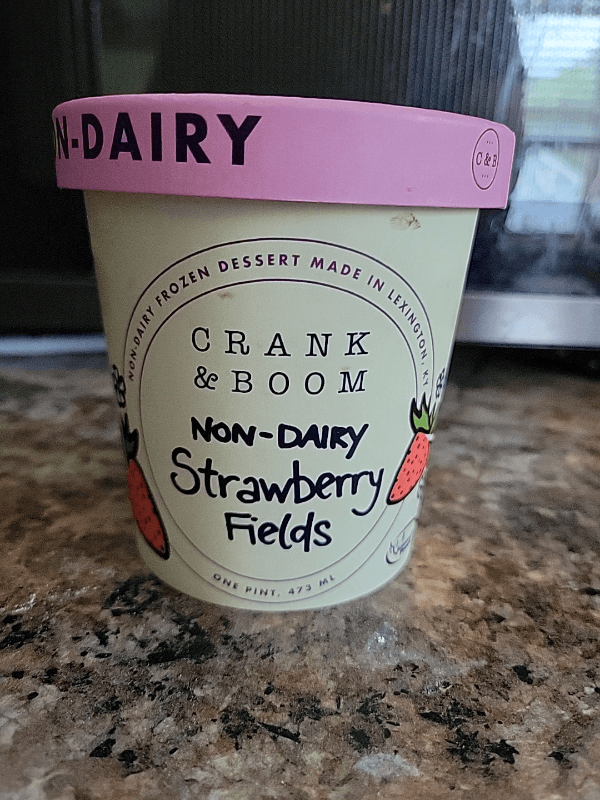 N-DAIRY
C & B
NON-DAIRY FROZEN DESSERT MADE IN LEXINGTON, KY
CRANK
& BOOM
NON-DAIRY
Strawberry
Fields
ONE PINT, 473 ML